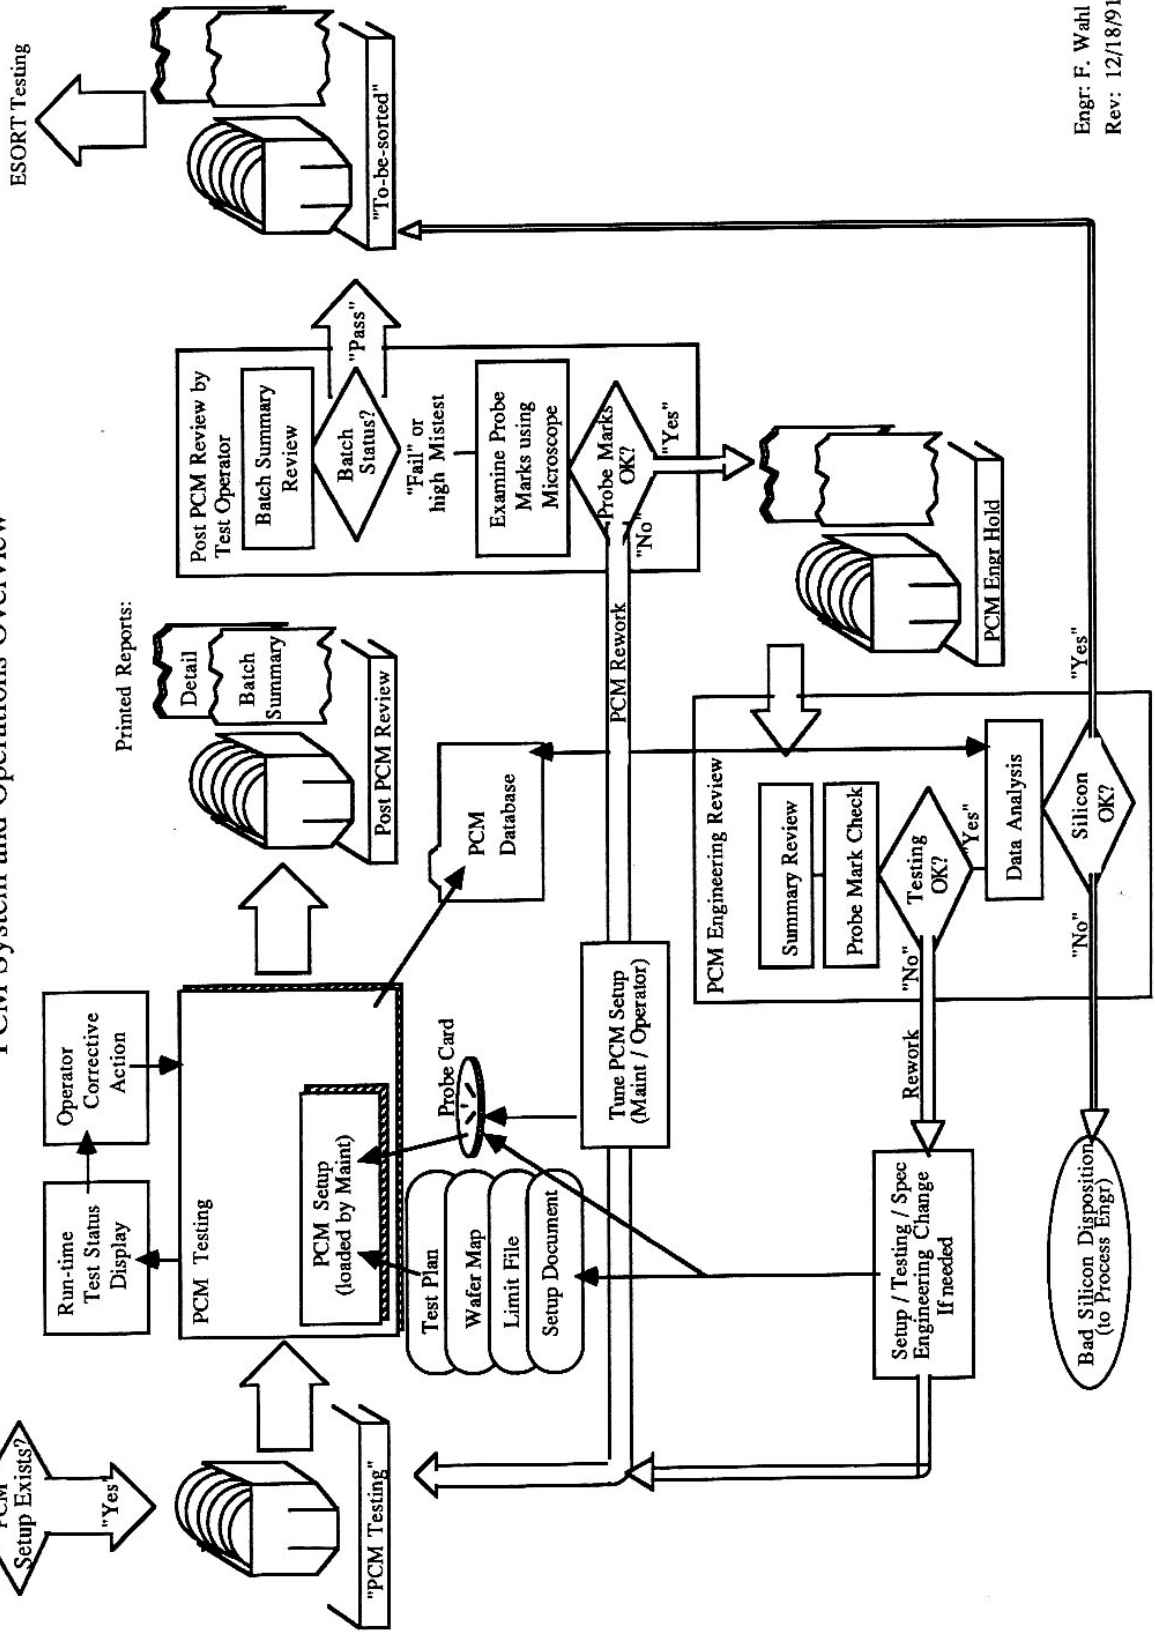 PCM System and Operations Overview
PCM
Setup Exists?
"Yes"
"PCM Testing"
Run-time
Test Status
Display
Operator
Corrective
Action
PCM Testing
PCM Setup
(loaded by Maint)
Test Plan
Wafer Map
Limit File
Setup Document
Probe Card
Printed Reports:
Detail
Batch
Summary
Post PCM Review
PCM
Database
Post PCM Review by
Test Operator
Batch Summary
Review
Batch
Status?
"Pass"
"Fail" or
high Mistest
Examine Probe
Marks using
Microscope
Probe Marks
OK?
"No"
"Yes"
ESORT Testing
"To-be-sorted"
Tune PCM Setup
(Maint / Operator)
PCM Rework
PCM Engr Hold
PCM Engineering Review
Summary Review
Probe Mark Check
Testing
OK?
"No"
"Yes"
Data Analysis
Silicon
OK?
"No"
"Yes"
Rework
Setup / Testing / Spec
Engineering Change
If needed
Bad Silicon Disposition
(to Process Engr)
Engr: F. Wahl
Rev: 12/18/91